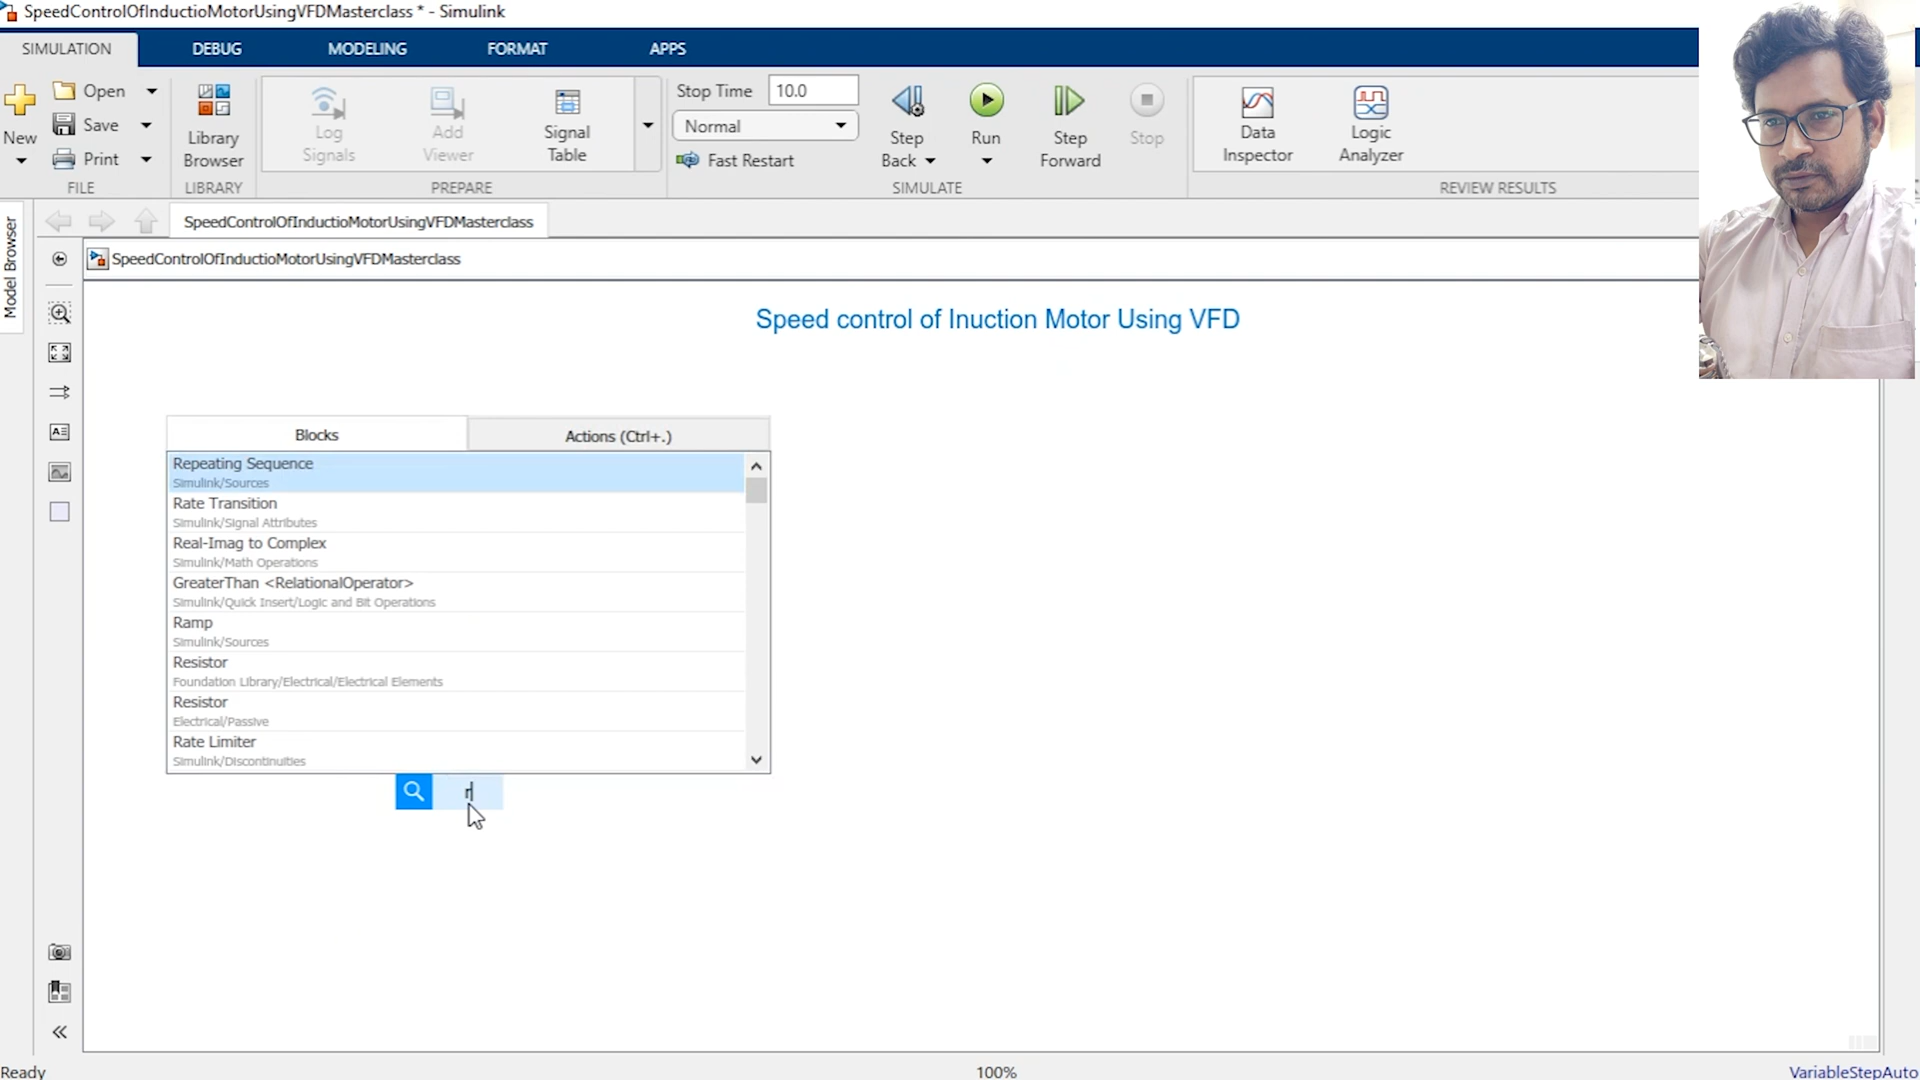 SpeedControlOfInductioMotorUsingVFDMasterclass * - Simulink
SIMULATION DEBUG MODELING FORMAT APPS
New
Open
Save
Print
FILE
Library Browser
LIBRARY
Log Signals
Add Viewer
Signal Table
PREPARE
Stop Time 10.0
Normal
Fast Restart
Step Back
Run
Step Forward
Stop
SIMULATE
Data Inspector
Logic Analyzer
REVIEW RESULTS
Model Browser
SpeedControlOfInductioMotorUsingVFDMasterclass
SpeedControlOfInductioMotorUsingVFDMasterclass
Speed control of Inuction Motor Using VFD
Blocks Actions (Ctrl+.)
Repeating Sequence
Simulink/Sources
Rate Transition
Simulink/Signal Attributes
Real-Imag to Complex
Simulink/Math Operations
GreaterThan <RelationalOperator>
Simulink/Quick Insert/Logic and Bit Operations
Ramp
Simulink/Sources
Resistor
Foundation Library/Electrical/Electrical Elements
Resistor
Electrical/Passive
Rate Limiter
Simulink/Discontinuities
r
Ready 100% VariableStepAuto